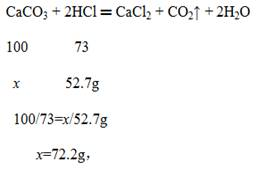 CaCO₃ + 2HCl = CaCl₂ + CO₂↑ + 2H₂O
100 73
x 52.7g
100/73=x/52.7g
x=72.2g，